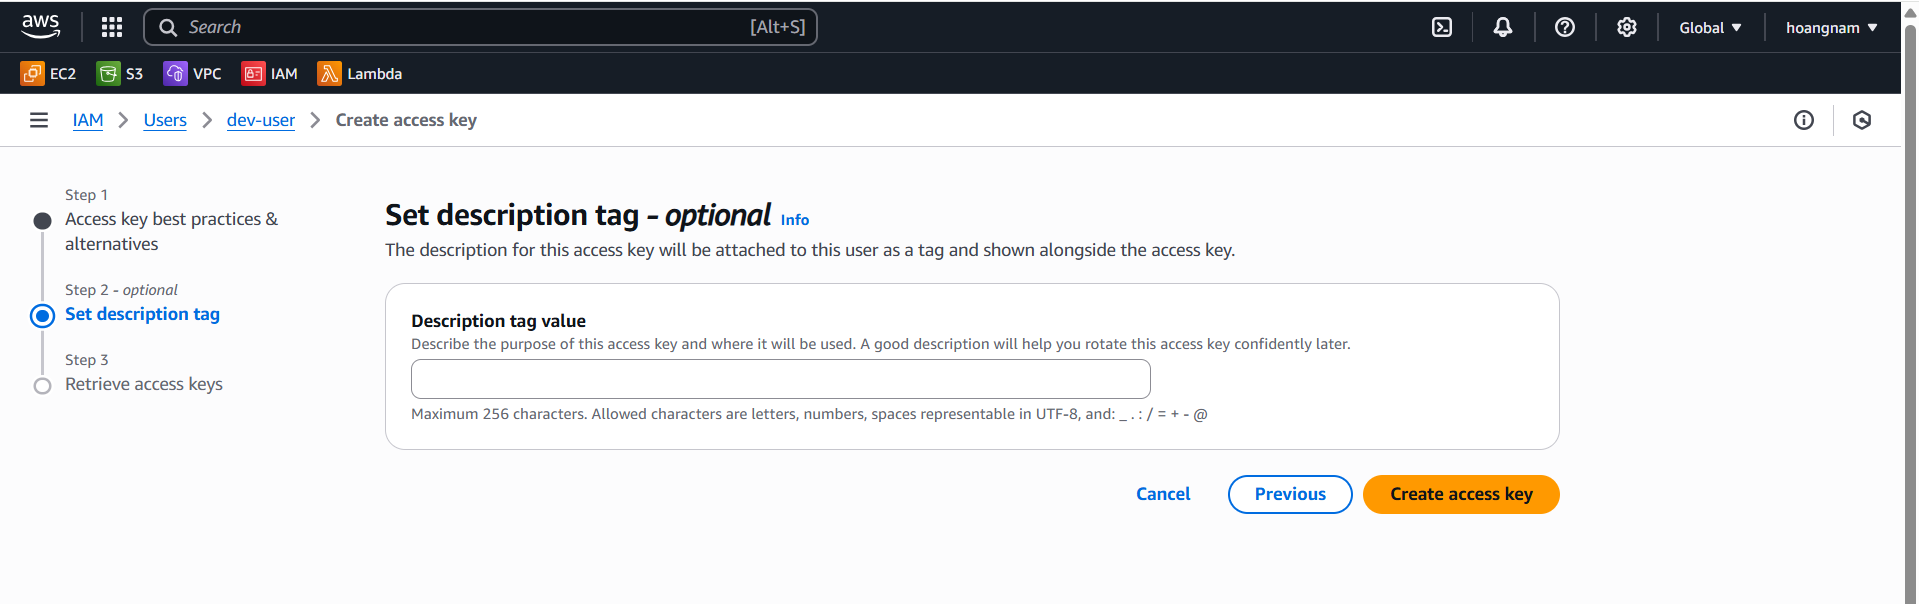 aws
Search [Alt+S]
Global hoangnam
EC2 S3 VPC IAM Lambda
IAM Users dev-user Create access key
Step 1
Access key best practices &
alternatives
Step 2 - optional
Set description tag
Step 3
Retrieve access keys
Set description tag - optional Info
The description for this access key will be attached to this user as a tag and shown alongside the access key.
Description tag value
Describe the purpose of this access key and where it will be used. A good description will help you rotate this access key confidently later.
Maximum 256 characters. Allowed characters are letters, numbers, spaces representable in UTF-8, and: _ . : / = + - @
Cancel Previous Create access key